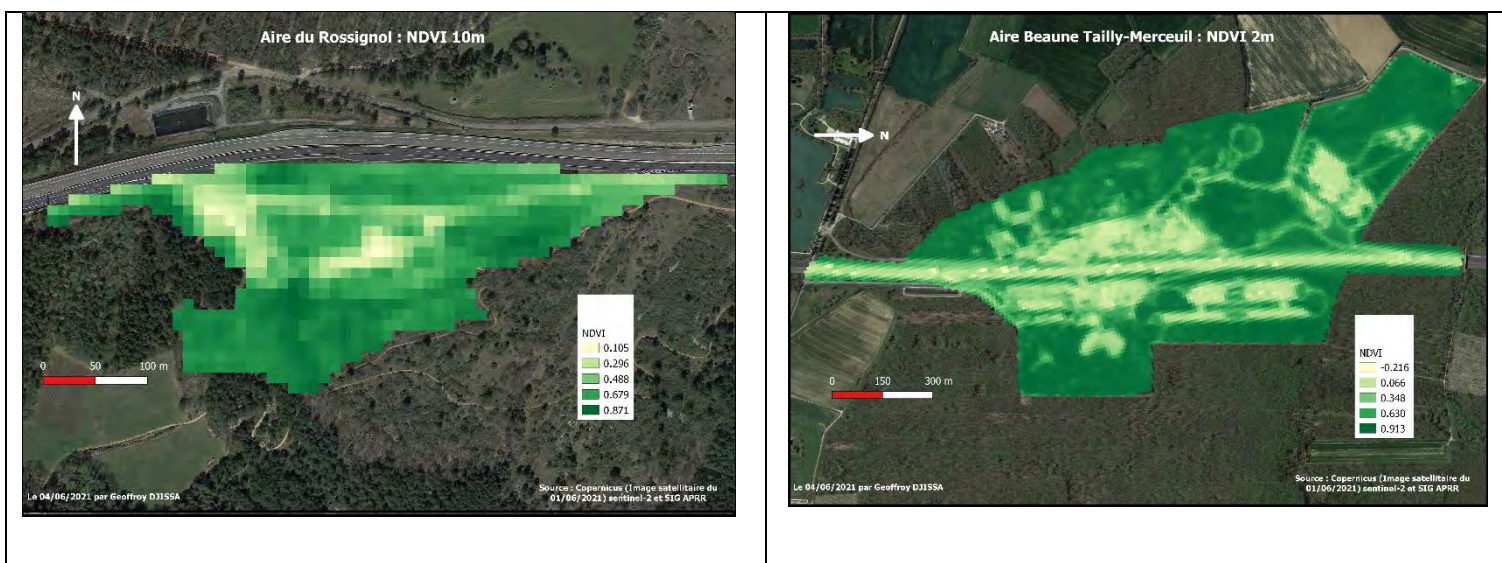 Aire du Rossignol : NDVI 10m
N
NDVI
0.105
0.296
0.488
0.679
0.871
0 50 100 m
Le 04/06/2021 par Geoffroy DJISSA
Source : Copernicus (Image satellitaire du
01/06/2021) sentinel-2 et SIG APRR
Aire Beaune Tailly-Merceuil : NDVI 2m
N
NDVI
-0.216
0.066
0.348
0.630
0.913
0 150 300 m
Le 04/06/2021 par Geoffroy DJISSA
Source : Copernicus (Image satellitaire du
01/06/2021) sentinel-2 et SIG APRR